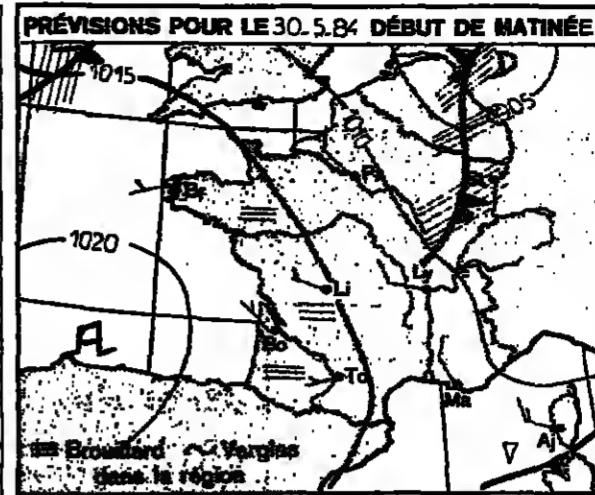 PRÉVISIONS POUR LE 30-5-84 DÉBUT DE MATINÉE
1015
D
1005
1010
Br
1020
Ly
Li
Bo
To
Ma
Aj
Brouillard Verglas
dans la région